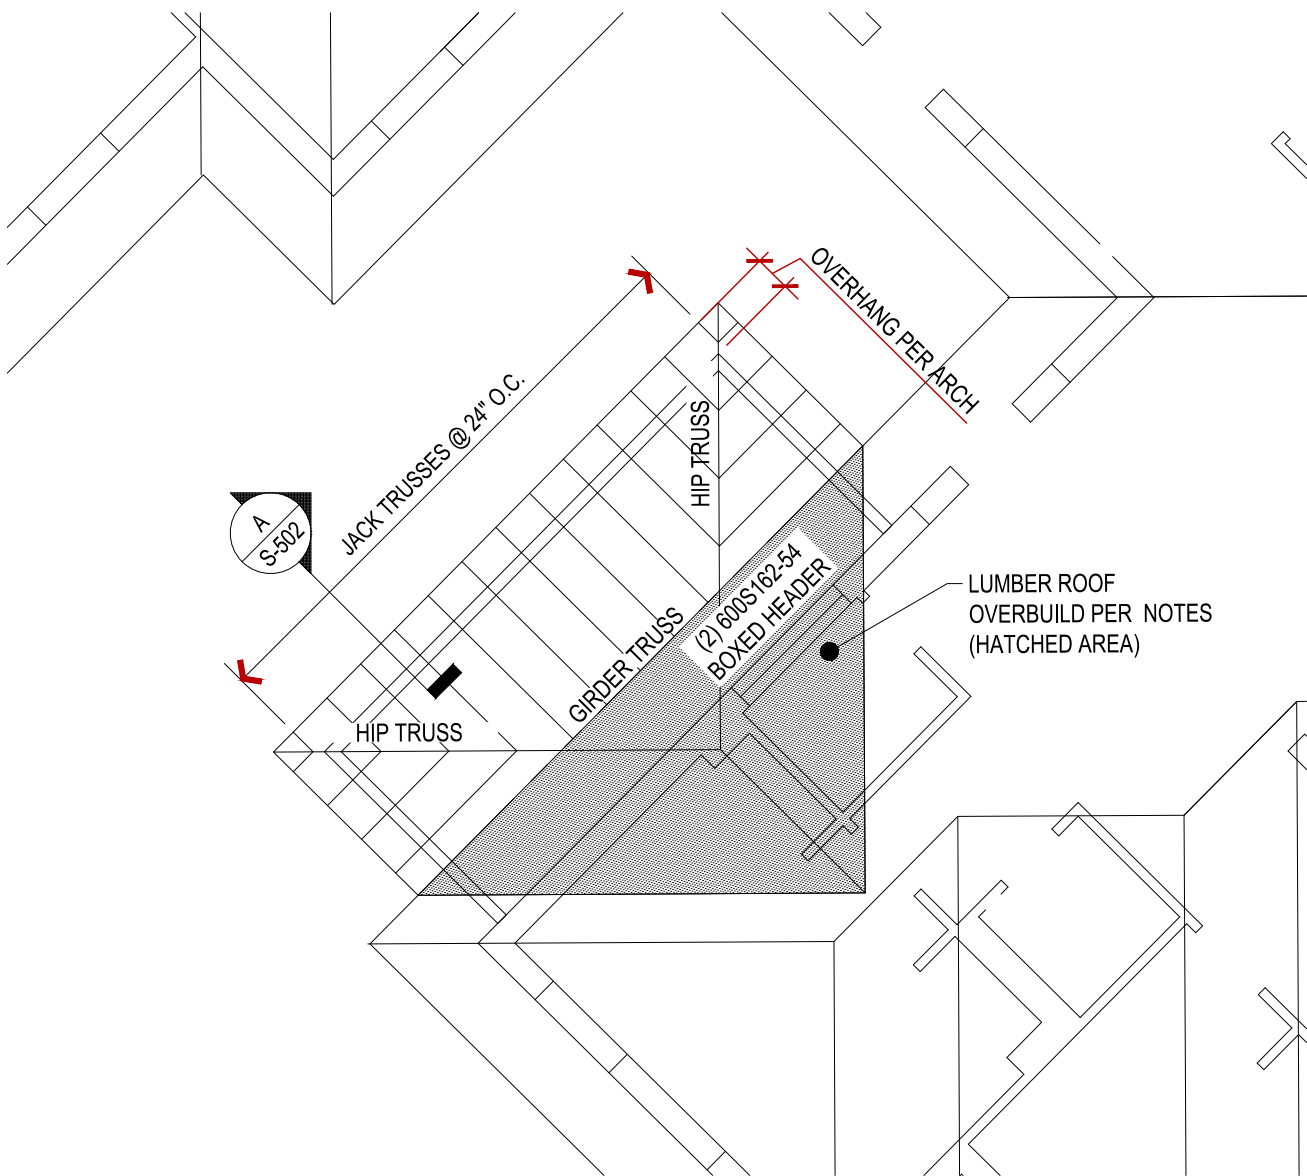 OVERHANG PER ARCH
JACK TRUSSES @ 24" O.C.
HIP TRUSS
A
S-502
(2) 600S162-54
BOXED HEADER
LUMBER ROOF
OVERBUILD PER NOTES
(HATCHED AREA)
GIRDER TRUSS
HIP TRUSS